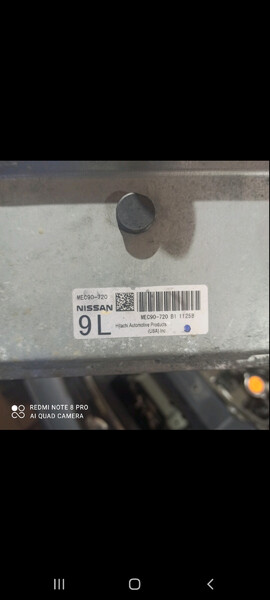 MEC90-720
NISSAN
9L
MEC90-720 B1 1TZ59
Hitachi Automotive Products
(USA) Inc.
REDMI NOTE 8 PRO
AI QUAD CAMERA